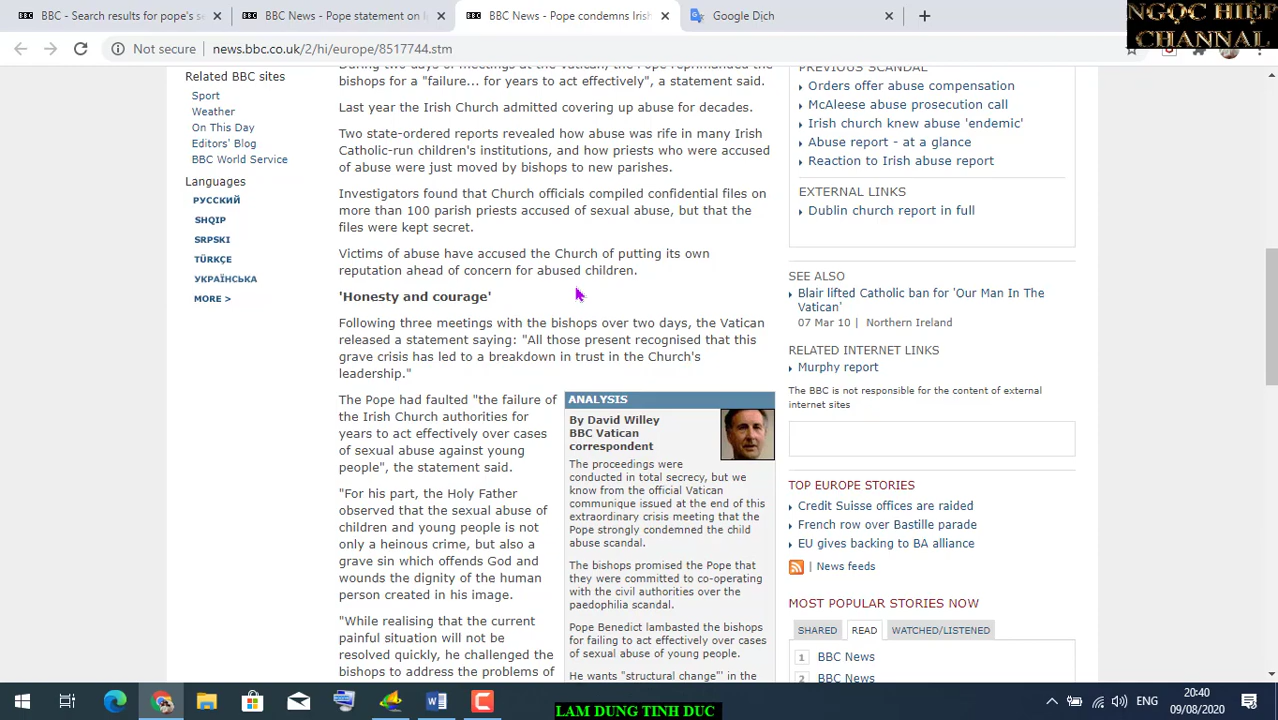 BBC - Search results for pope's se
BBC News - Pope statement on I
BBC News - Pope condemns Irish
Google Dịch
NGỌC HIỆP
CHANNAL
Not secure
news.bbc.co.uk/2/hi/europe/8517744.stm
Related BBC sites
Sport
Weather
On This Day
Editors' Blog
BBC World Service
Languages
РУССКИЙ
SHQIP
SRPSKI
TÜRKÇE
УКРАЇНСЬКА
MORE >
During two days of meetings at the Vatican, the Pope reprimanded the
bishops for a "failure... for years to act effectively", a statement said.
Last year the Irish Church admitted covering up abuse for decades.
Two state-ordered reports revealed how abuse was rife in many Irish
Catholic-run children's institutions, and how priests who were accused
of abuse were just moved by bishops to new parishes.
Investigators found that Church officials compiled confidential files on
more than 100 parish priests accused of sexual abuse, but that the
files were kept secret.
Victims of abuse have accused the Church of putting its own
reputation ahead of concern for abused children.
'Honesty and courage'
Following three meetings with the bishops over two days, the Vatican
released a statement saying: "All those present recognised that this
grave crisis has led to a breakdown in trust in the Church's
leadership."
The Pope had faulted "the failure of
the Irish Church authorities for
years to act effectively over cases
of sexual abuse against young
people", the statement said.
"For his part, the Holy Father
observed that the sexual abuse of
children and young people is not
only a heinous crime, but also a
grave sin which offends God and
wounds the dignity of the human
person created in his image.
"While realising that the current
painful situation will not be
resolved quickly, he challenged the
bishops to address the problems of
ANALYSIS
By David Willey
BBC Vatican
correspondent
The proceedings were
conducted in total secrecy, but we
know from the official Vatican
communique issued at the end of this
extraordinary crisis meeting that the
Pope strongly condemned the child
abuse scandal.
The bishops promised the Pope that
they were committed to co-operating
with the civil authorities over the
paedophilia scandal.
Pope Benedict lambasted the bishops
for failing to act effectively over cases
of sexual abuse of young people.
He wants "structural change"' in the
PREVIOUS SCANDAL
Orders offer abuse compensation
McAleese abuse prosecution call
Irish church knew abuse 'endemic'
Abuse report - at a glance
Reaction to Irish abuse report
EXTERNAL LINKS
Dublin church report in full
SEE ALSO
Blair lifted Catholic ban for 'Our Man In The
Vatican'
07 Mar 10 | Northern Ireland
RELATED INTERNET LINKS
Murphy report
The BBC is not responsible for the content of external
internet sites
TOP EUROPE STORIES
Credit Suisse offices are raided
French row over Bastille parade
EU gives backing to BA alliance
| News feeds
MOST POPULAR STORIES NOW
SHARED READ WATCHED/LISTENED
1 BBC News
2 BBC News
ENG
20:40
09/08/2020
LAM DUNG TINH DUC